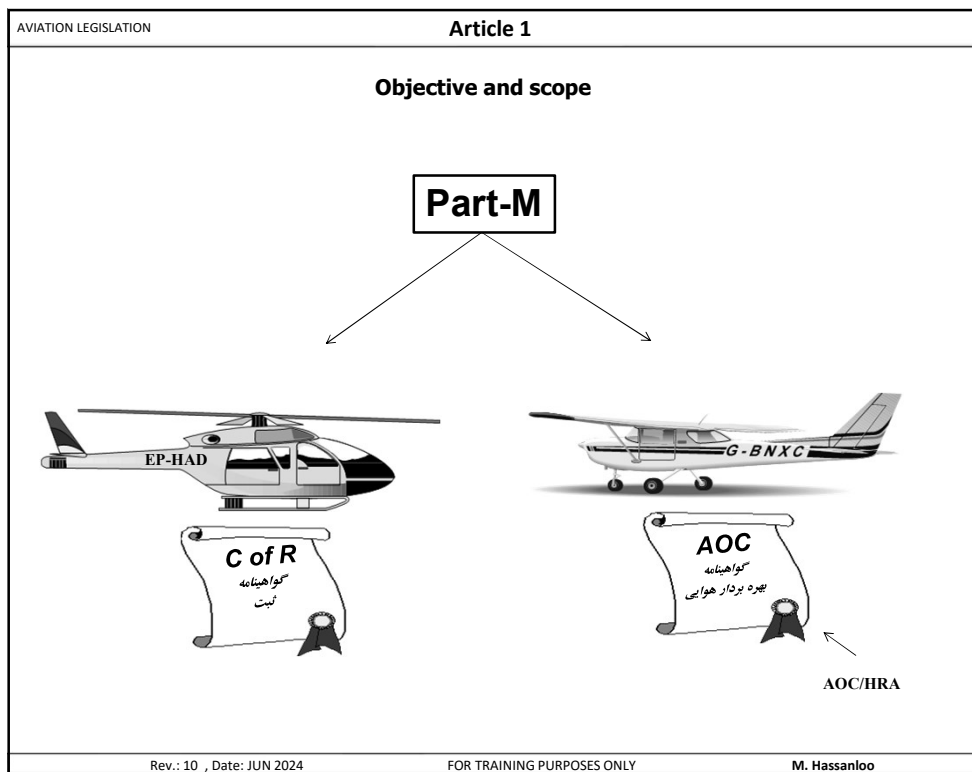 AVIATION LEGISLATION
Article 1
Objective and scope
Part-M
EP-HAD
G-BNXC
C of R
گواهینامه
ثبت
AOC
گواهینامه
بهره بردار هوایی
AOC/HRA
Rev.: 10 , Date: JUN 2024
FOR TRAINING PURPOSES ONLY
M. Hassanloo